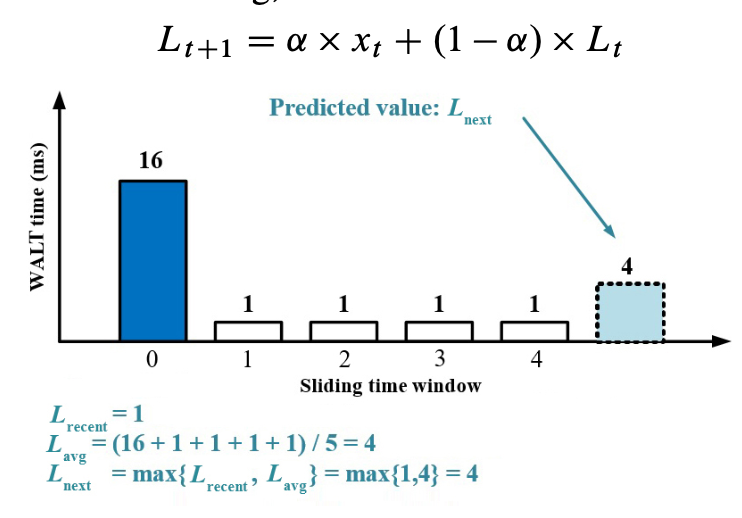 L_{t+1} = α × x_t + (1 − α) × L_t
Predicted value: L_next
WALT time (ms)
16
1
1
1
1
4
0
1
2
3
4
Sliding time window
L_recent = 1
L_avg = (16 + 1 + 1 + 1 + 1) / 5 = 4
L_next = max{L_recent, L_avg} = max{1,4} = 4